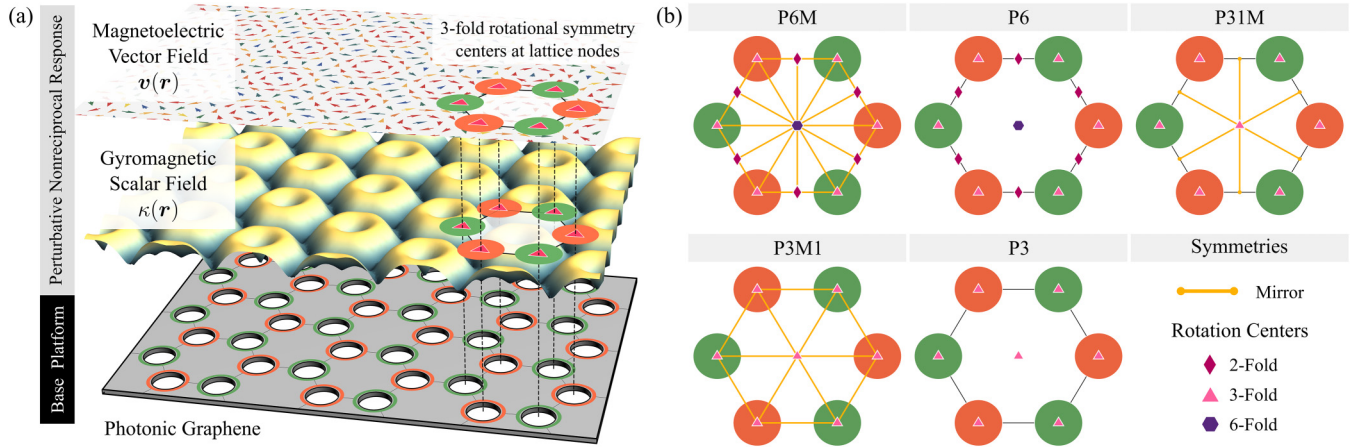 (a)
Perturbative Nonreciprocal Response
Base Platform
Magnetoelectric
Vector Field
v(r)
3-fold rotational symmetry
centers at lattice nodes
Gyromagnetic
Scalar Field
κ(r)
Photonic Graphene
(b)
P6M
P6
P31M
P3M1
P3
Symmetries
Mirror
Rotation Centers
2-Fold
3-Fold
6-Fold